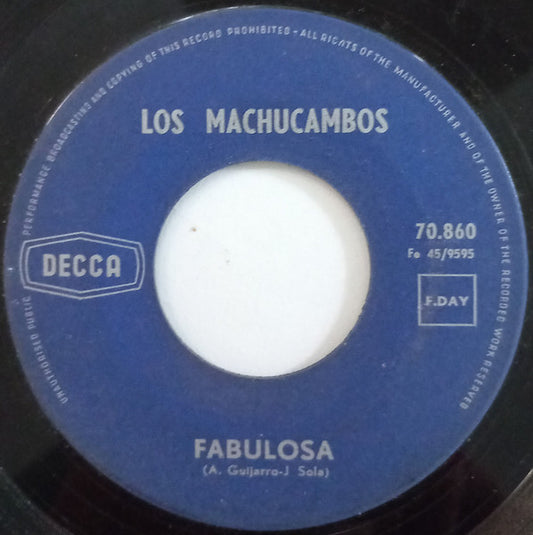 UNAUTHORISED PUBLIC PERFORMANCE BROADCASTING AND COPYING OF THIS RECORD PROHIBITED - ALL RIGHTS OF THE MANUFACTURER AND OF THE OWNER OF THE RECORDED WORK RESERVED
LOS MACHUCAMBOS
70.860
Fe 45/9595
DECCA
F.DAY
FABULOSA
(A. Guijarro-J Sola)